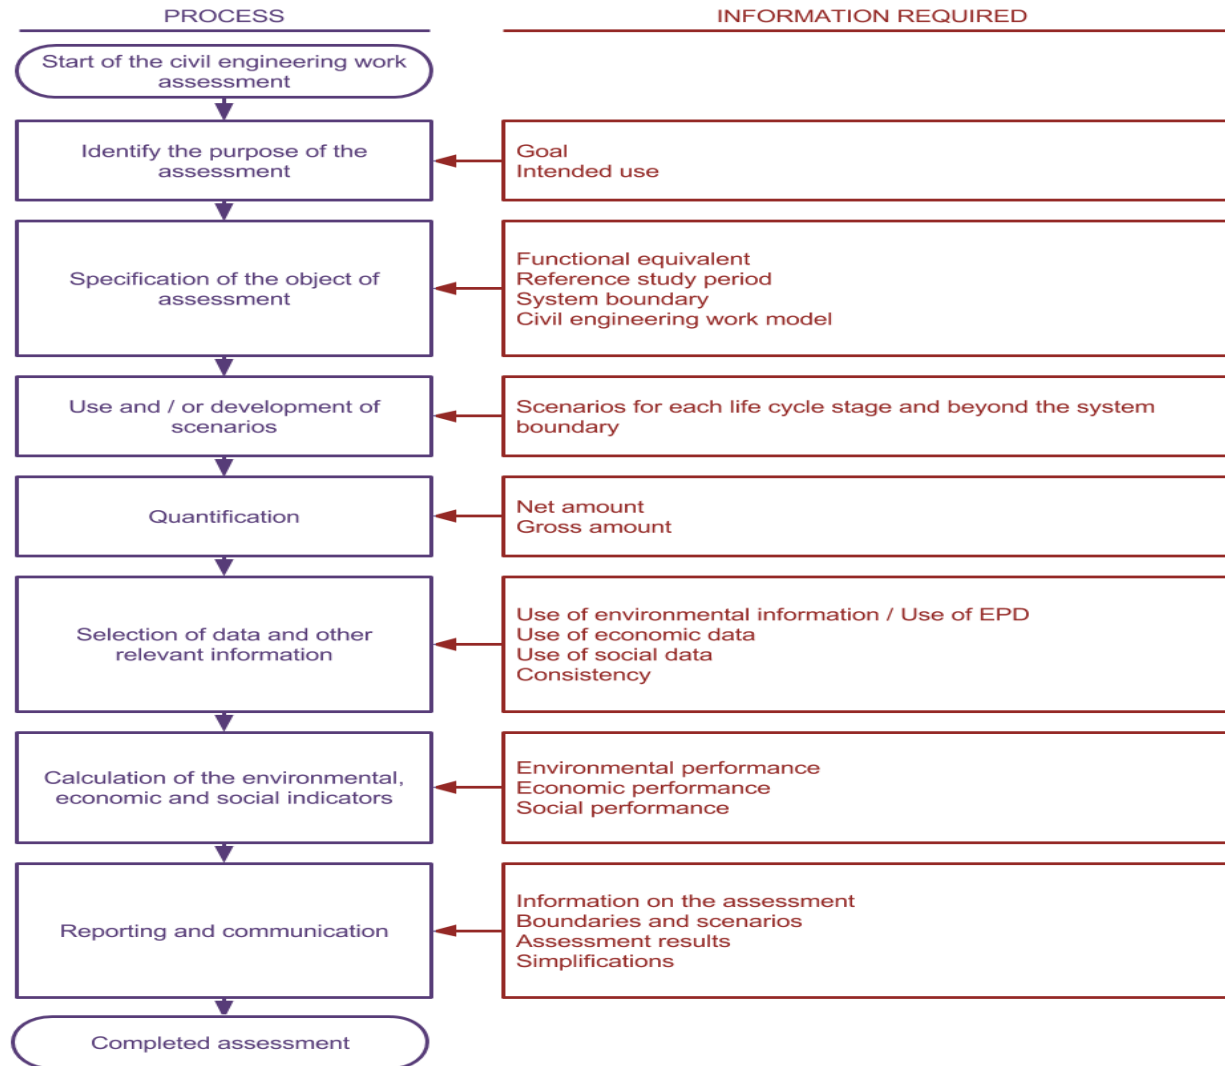 PROCESS
INFORMATION REQUIRED
Start of the civil engineering work
assessment
Identify the purpose of the
assessment
Goal
Intended use
Specification of the object of
assessment
Functional equivalent
Reference study period
System boundary
Civil engineering work model
Use and / or development of
scenarios
Scenarios for each life cycle stage and beyond the system
boundary
Quantification
Net amount
Gross amount
Selection of data and other
relevant information
Use of environmental information / Use of EPD
Use of economic data
Use of social data
Consistency
Calculation of the environmental,
economic and social indicators
Environmental performance
Economic performance
Social performance
Reporting and communication
Information on the assessment
Boundaries and scenarios
Assessment results
Simplifications
Completed assessment